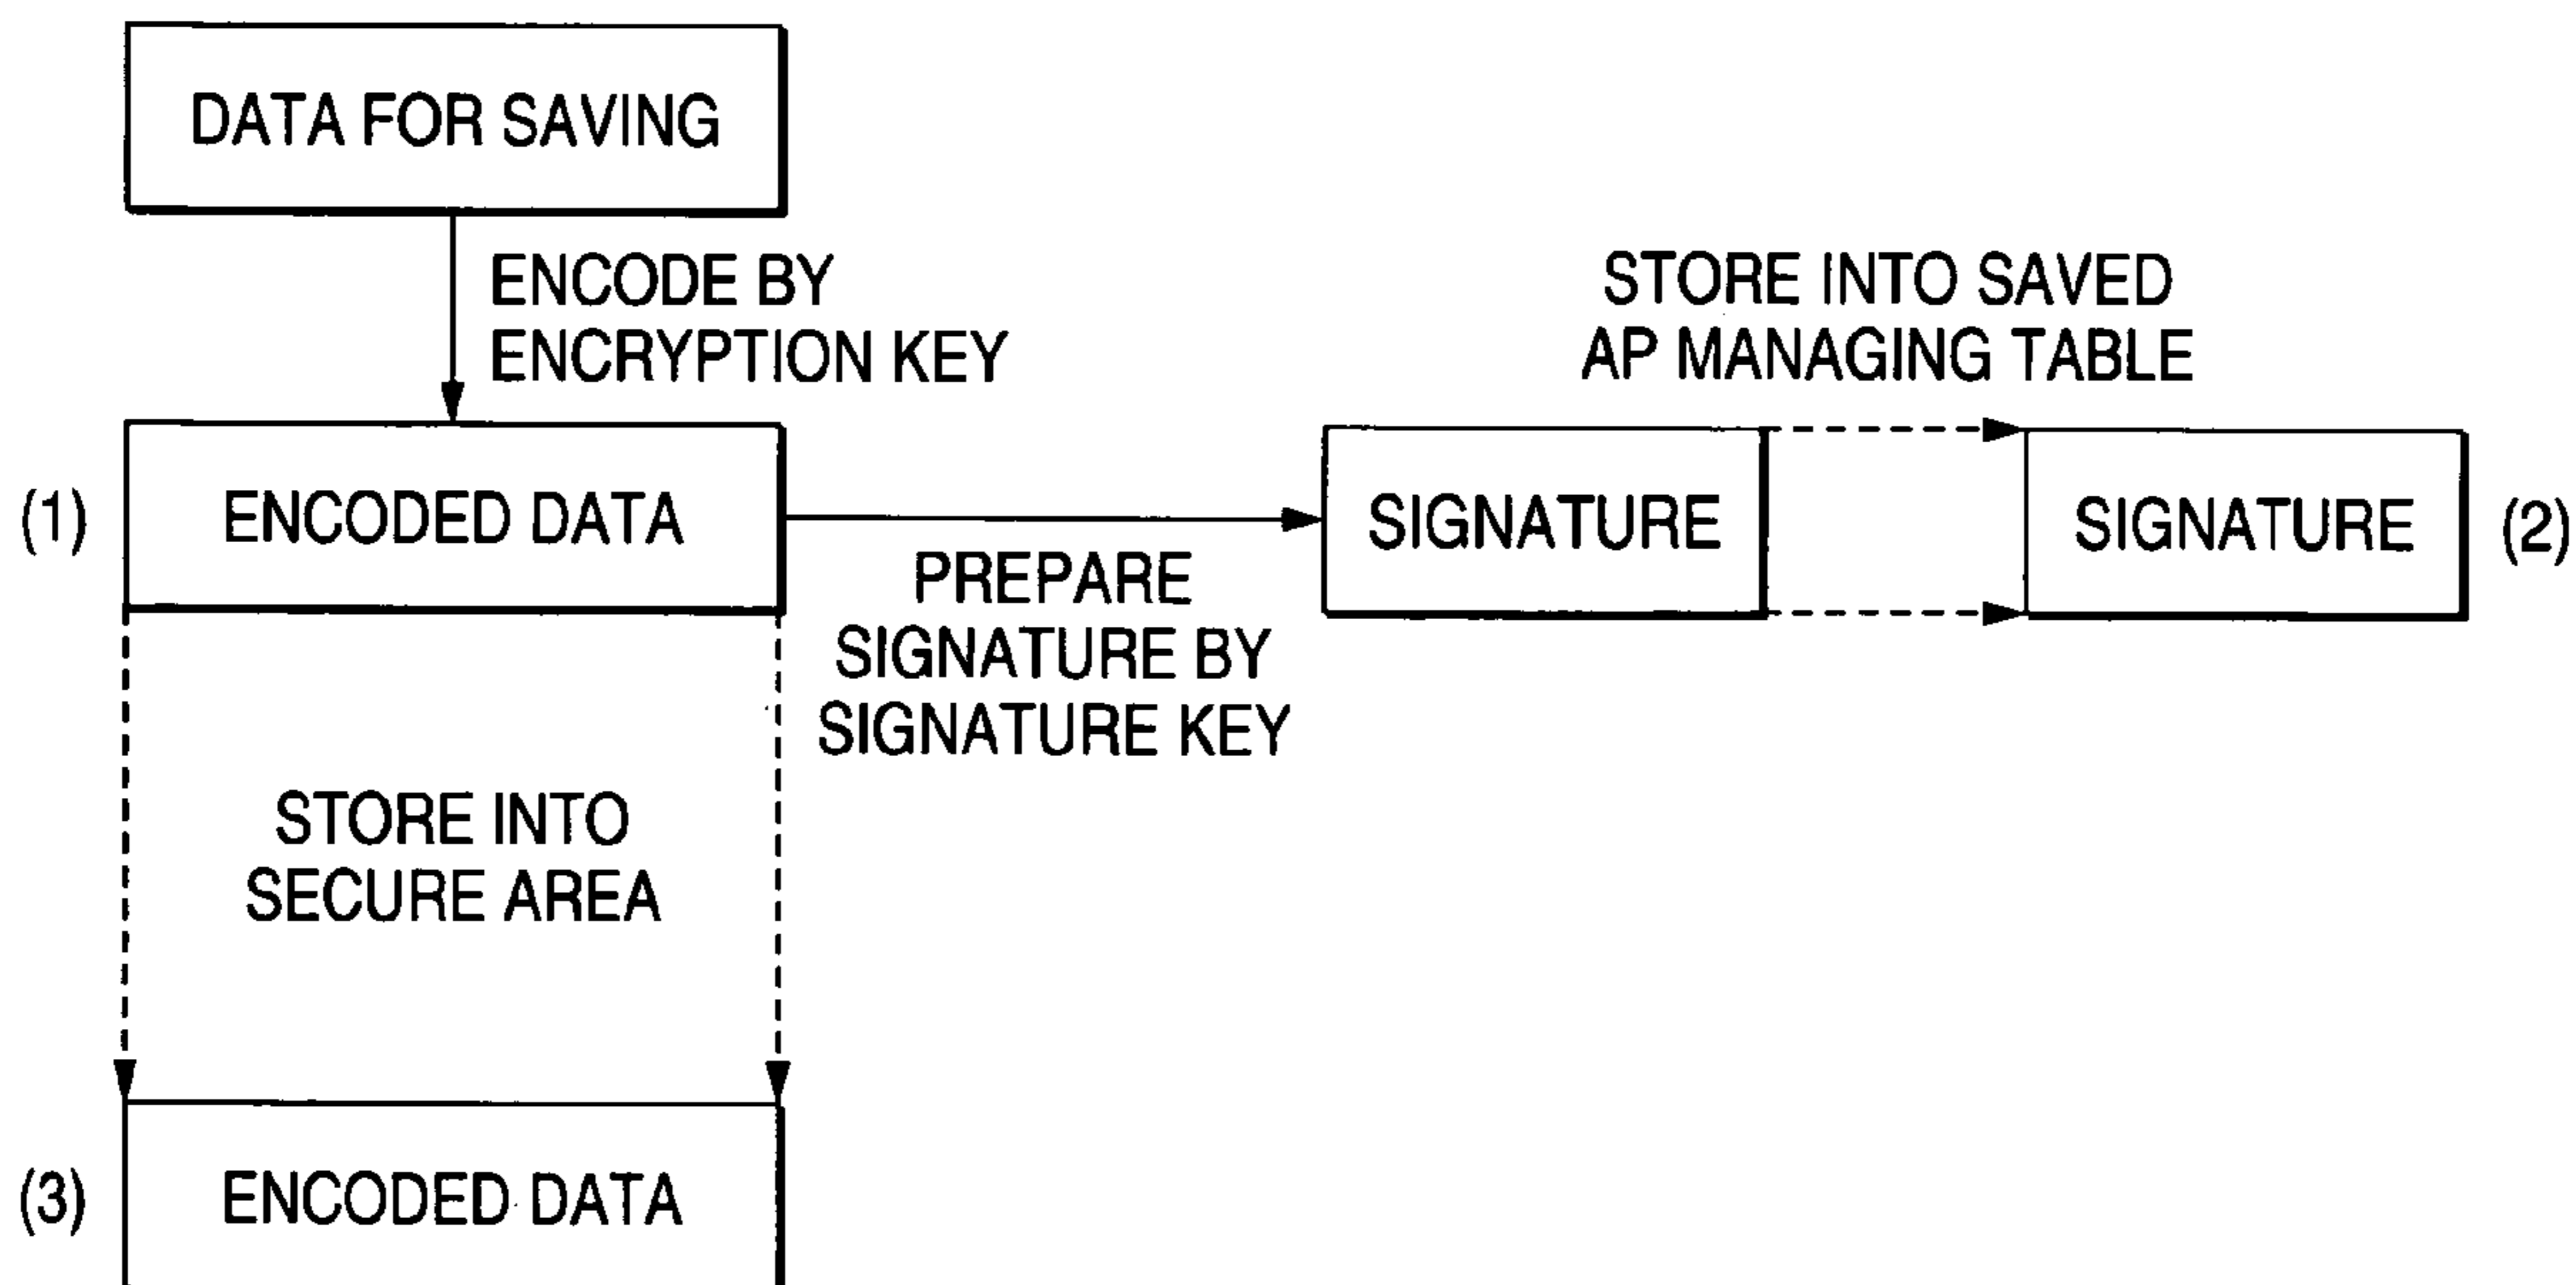 DATA FOR SAVING
ENCODE BY
ENCRYPTION KEY
STORE INTO SAVED
AP MANAGING TABLE
(1)
ENCODED DATA
SIGNATURE
SIGNATURE
(2)
PREPARE
SIGNATURE BY
SIGNATURE KEY
STORE INTO
SECURE AREA
(3)
ENCODED DATA